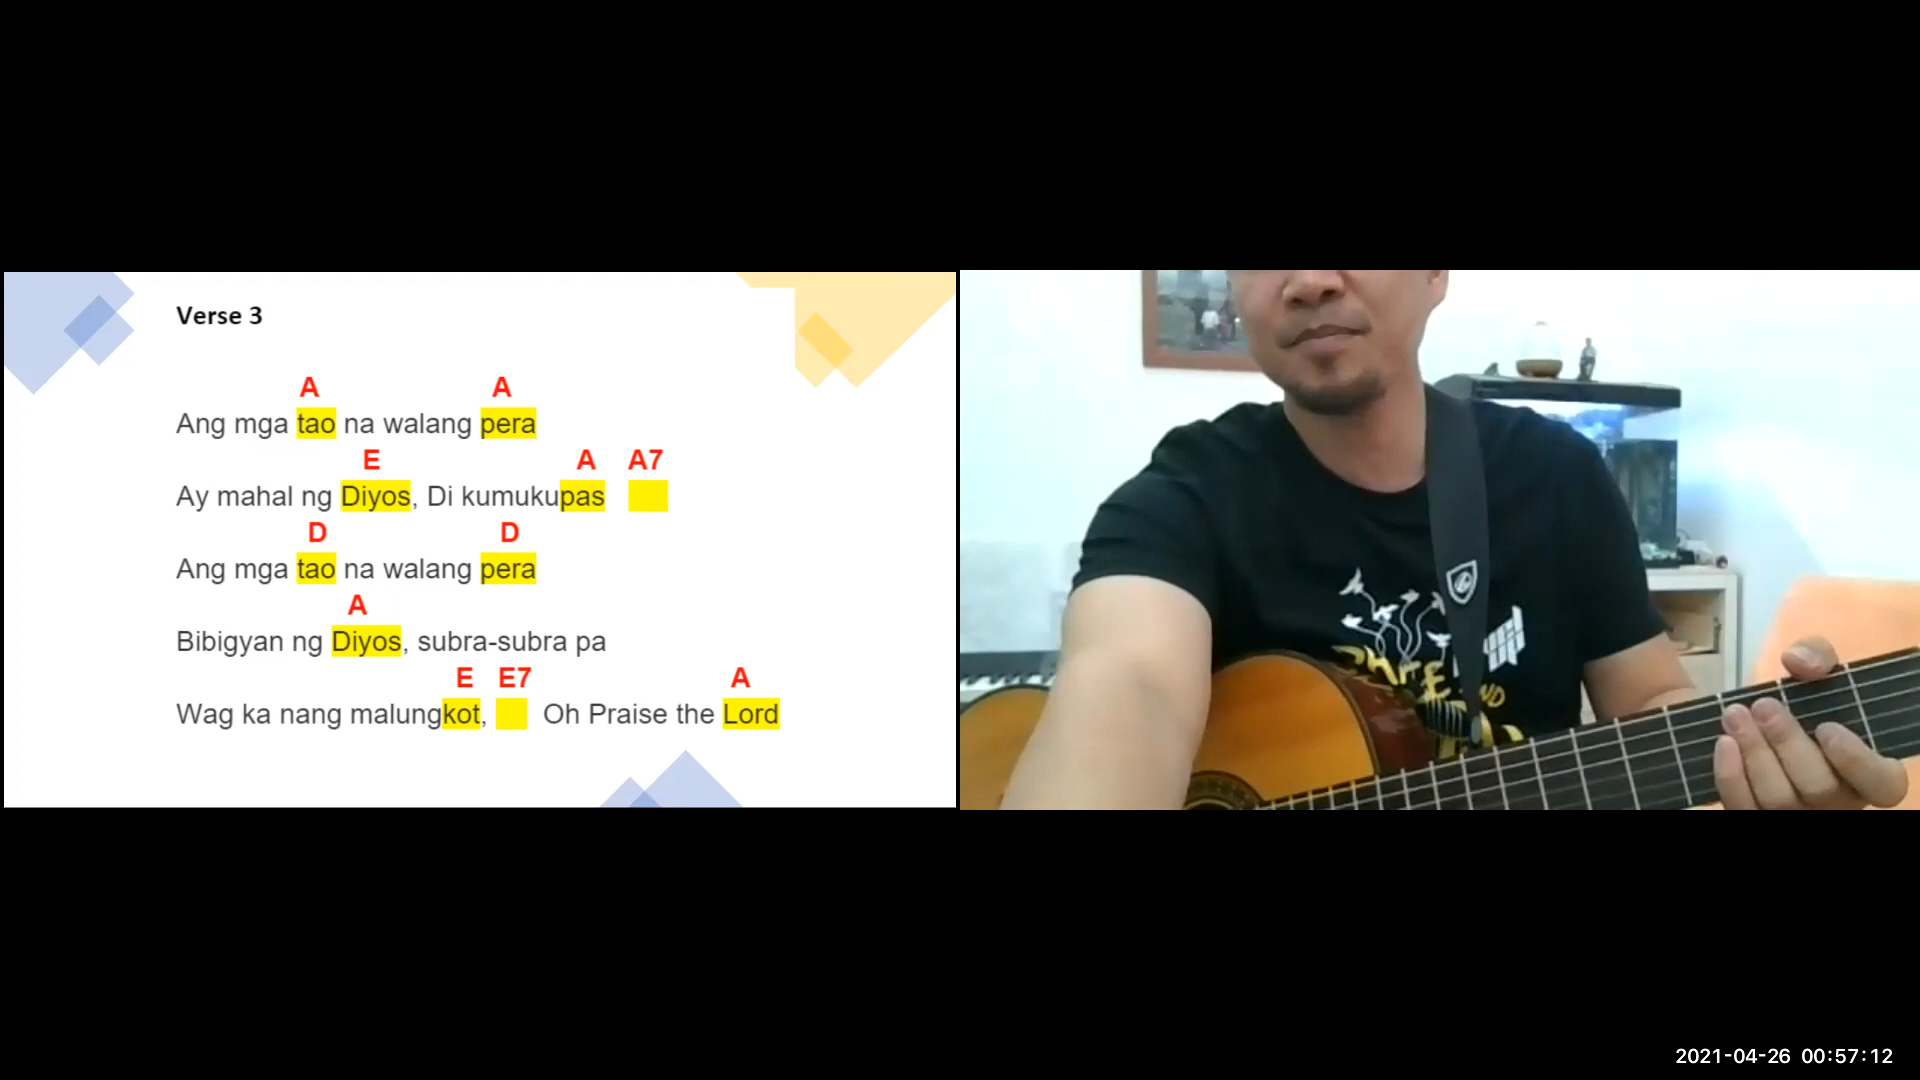 Verse 3
A A
Ang mga tao na walang pera
E A A7
Ay mahal ng Diyos, Di kumukupas
D D
Ang mga tao na walang pera
A
Bibigyan ng Diyos, subra-subra pa
E E7 A
Wag ka nang malungkot, Oh Praise the Lord
2021-04-26 00:57:12